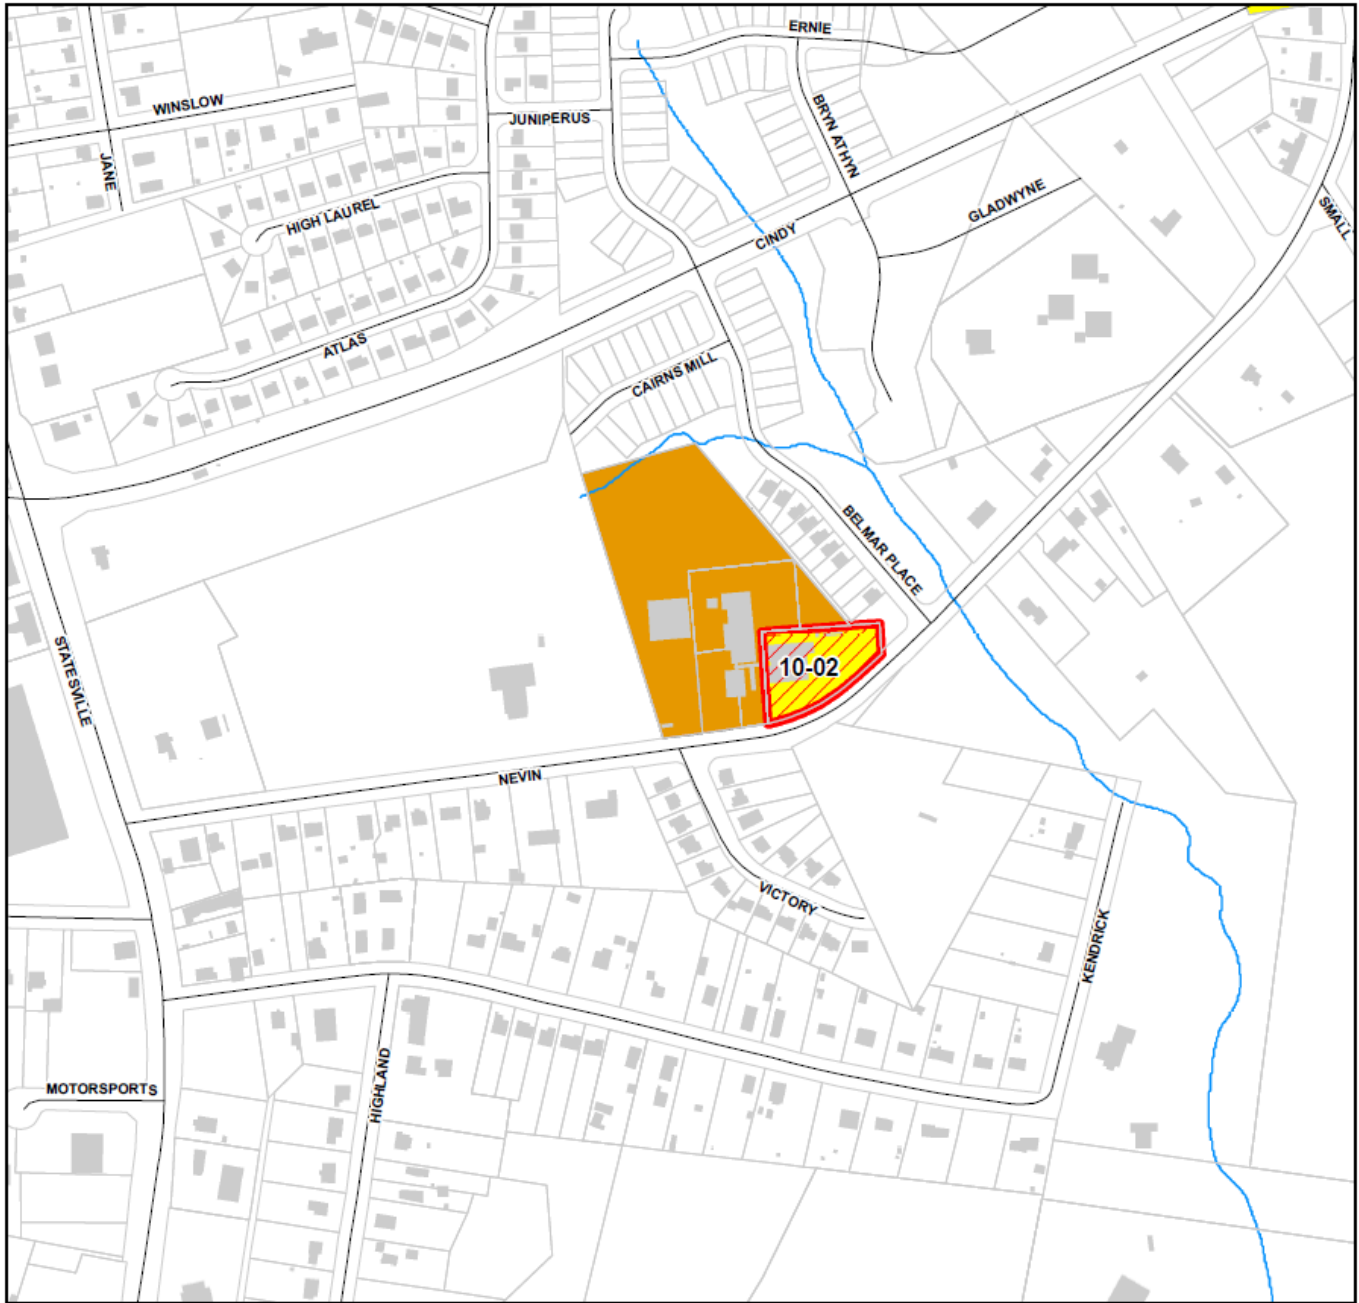 ERNIE
WINSLOW
JUNIPERUS
BRYN ATHYN
JANE
HIGH LAUREL
GLADWYNE
SMALL
CINDY
ATLAS
CAIRNS MILL
BELMAR PLACE
STATESVILLE
10-02
NEVIN
VICTORY
KENDRICK
HIGHLAND
MOTORSPORTS